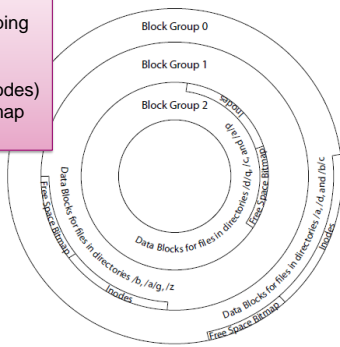 ping
odes)
map
Block Group 0
Block Group 1
Block Group 2
Inodes
Data Blocks for files in directories /d/q, /c, and /a/p
Free Space Bitmap
Data Blocks for files in directories /b, /a/g, /z
Free Space Bitmap
Inodes
Data Blocks for files in directories /a, /d, and /b/c
Free Space Bitmap
Inodes